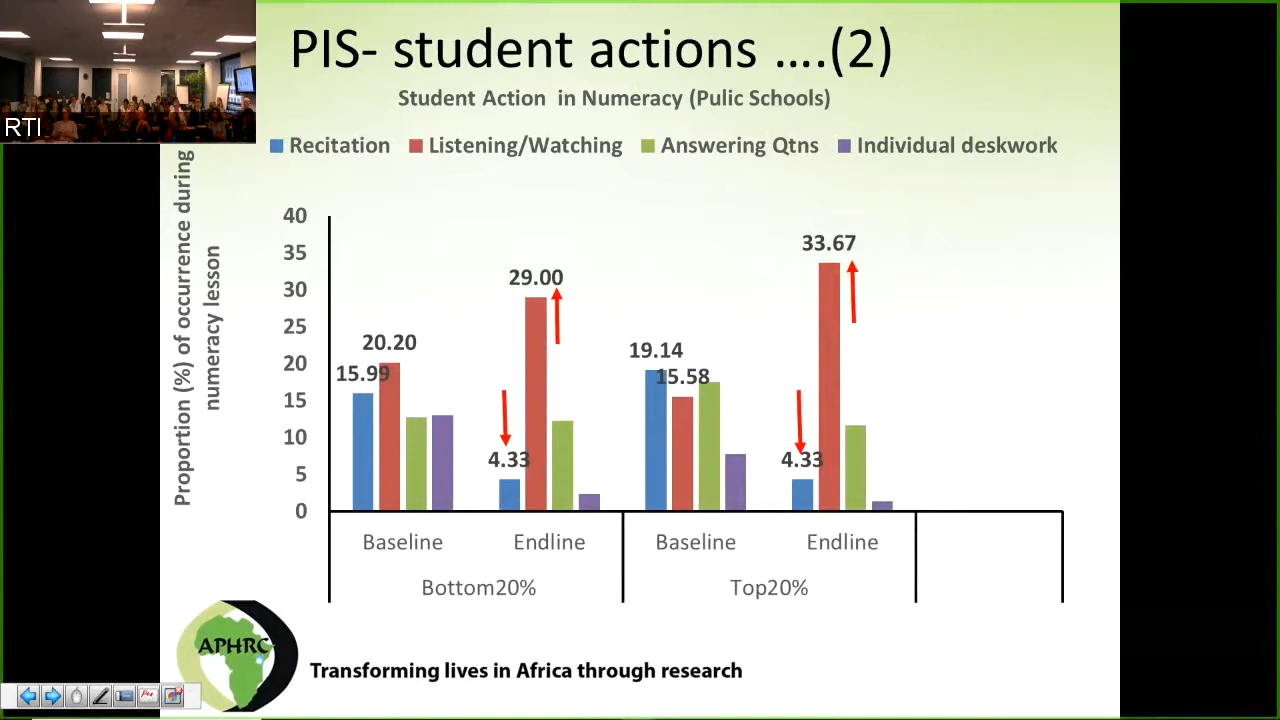 PIS- student actions ....(2)
Student Action in Numeracy (Pulic Schools)
RTI
Recitation
Listening/Watching
Answering Qtns
Individual deskwork
Proportion (%) of occurrence during
numeracy lesson
40
35
30
25
20
15
10
5
0
15.99
20.20
4.33
29.00
19.14
15.58
4.33
33.67
Baseline
Endline
Baseline
Endline
Bottom20%
Top20%
APHRC
Transforming lives in Africa through research